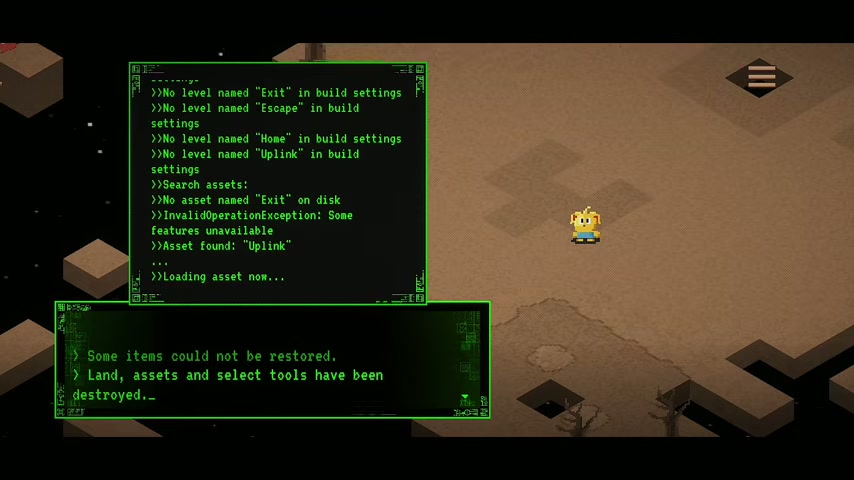 settings
>>No level named "Exit" in build settings
>>No level named "Escape" in build
settings
>>No level named "Home" in build settings
>>No level named "Uplink" in build
settings
>>Search assets:
>>No asset named "Exit" on disk
>>InvalidOperationException: Some
features unavailable
>>Asset found: "Uplink"
...
>>Loading asset now...
> Some items could not be restored.
> Land, assets and select tools have been
destroyed._